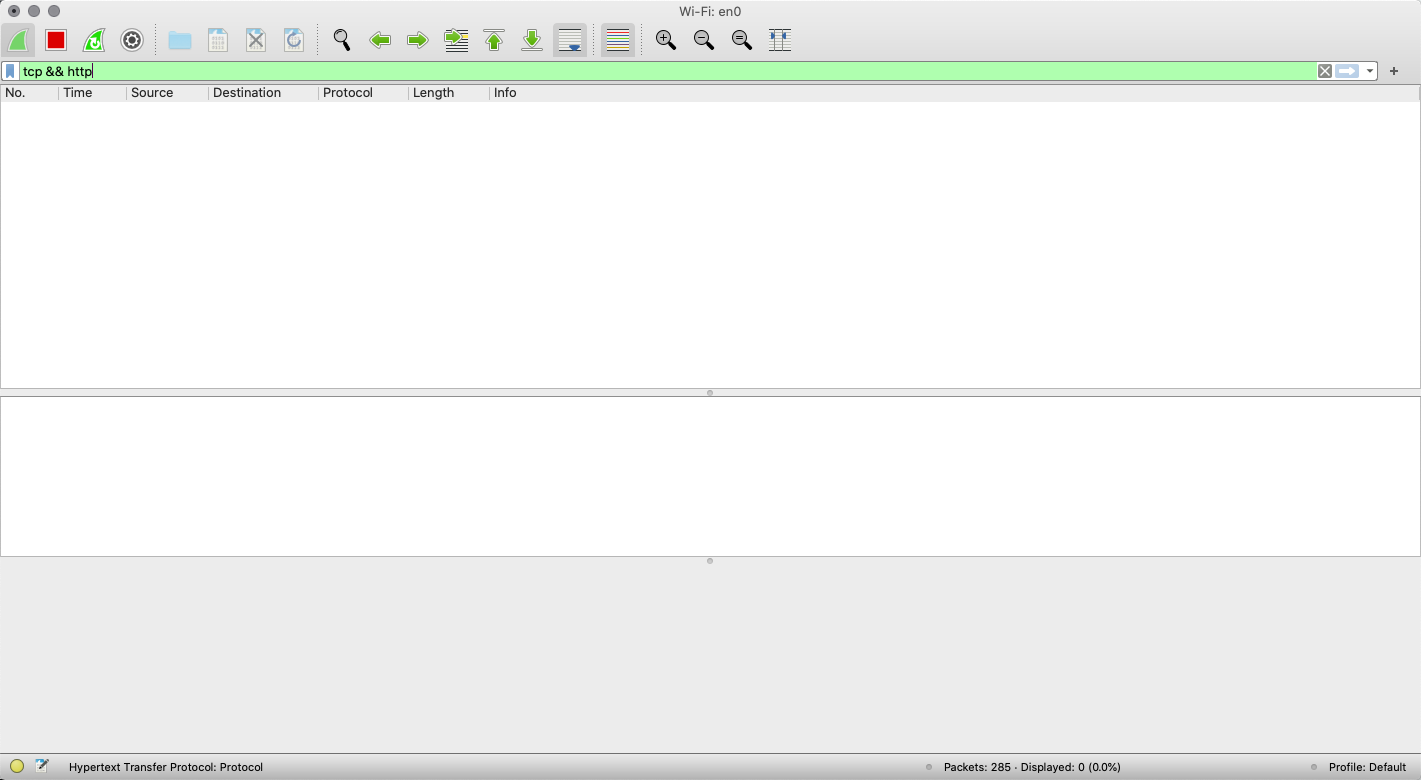 Wi-Fi: en0
tcp && http
No. Time Source Destination Protocol Length Info
Hypertext Transfer Protocol: Protocol Packets: 285 · Displayed: 0 (0.0%) Profile: Default